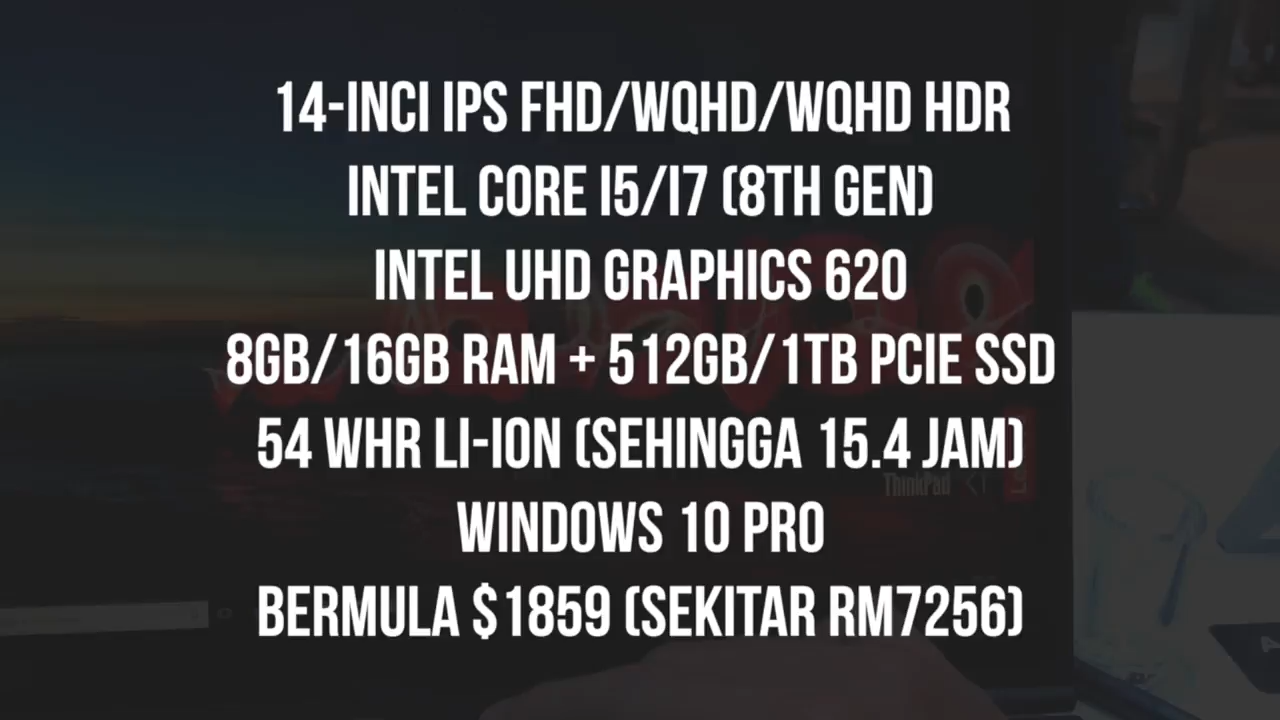 14-INCI IPS FHD/WQHD/WQHD HDR
INTEL CORE I5/I7 (8TH GEN)
INTEL UHD GRAPHICS 620
8GB/16GB RAM + 512GB/1TB PCIE SSD
54 WHR LI-ION (SEHINGGA 15.4 JAM)
ThinkPad
WINDOWS 10 PRO
BERMULA $1859 (SEKITAR RM7256)